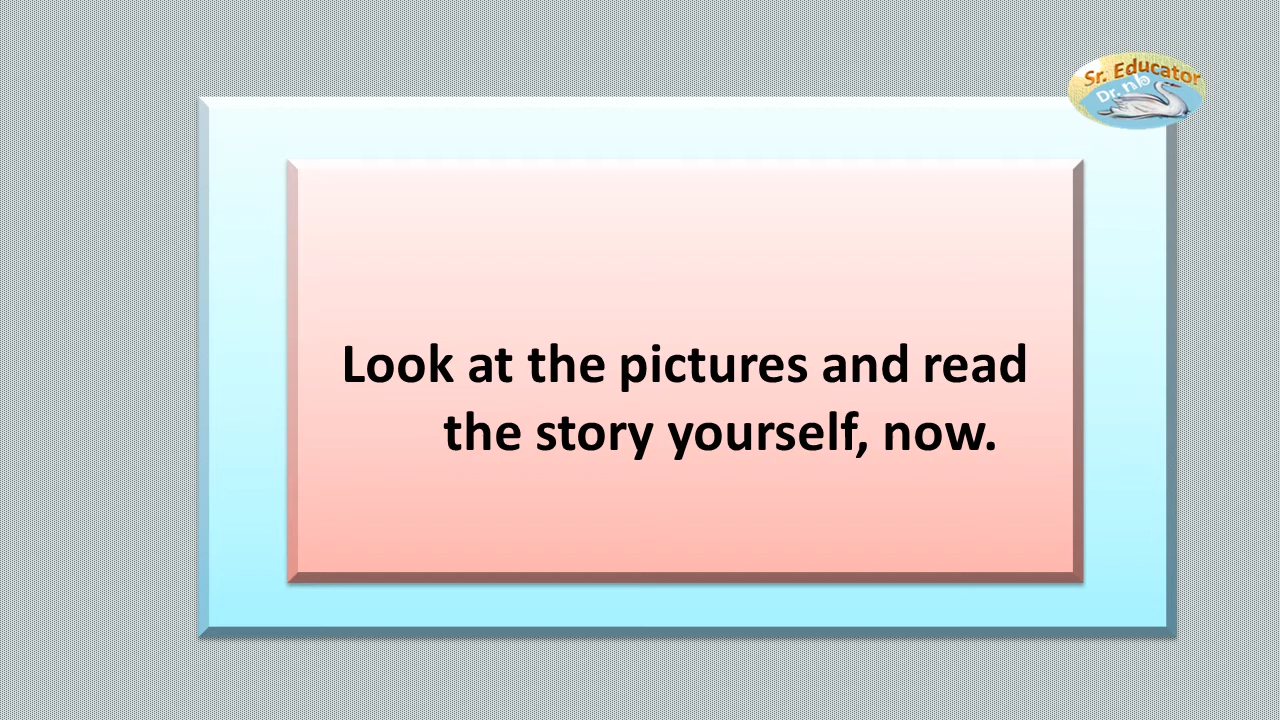 Sr. Educator
Dr. nb
Look at the pictures and read
the story yourself, now.